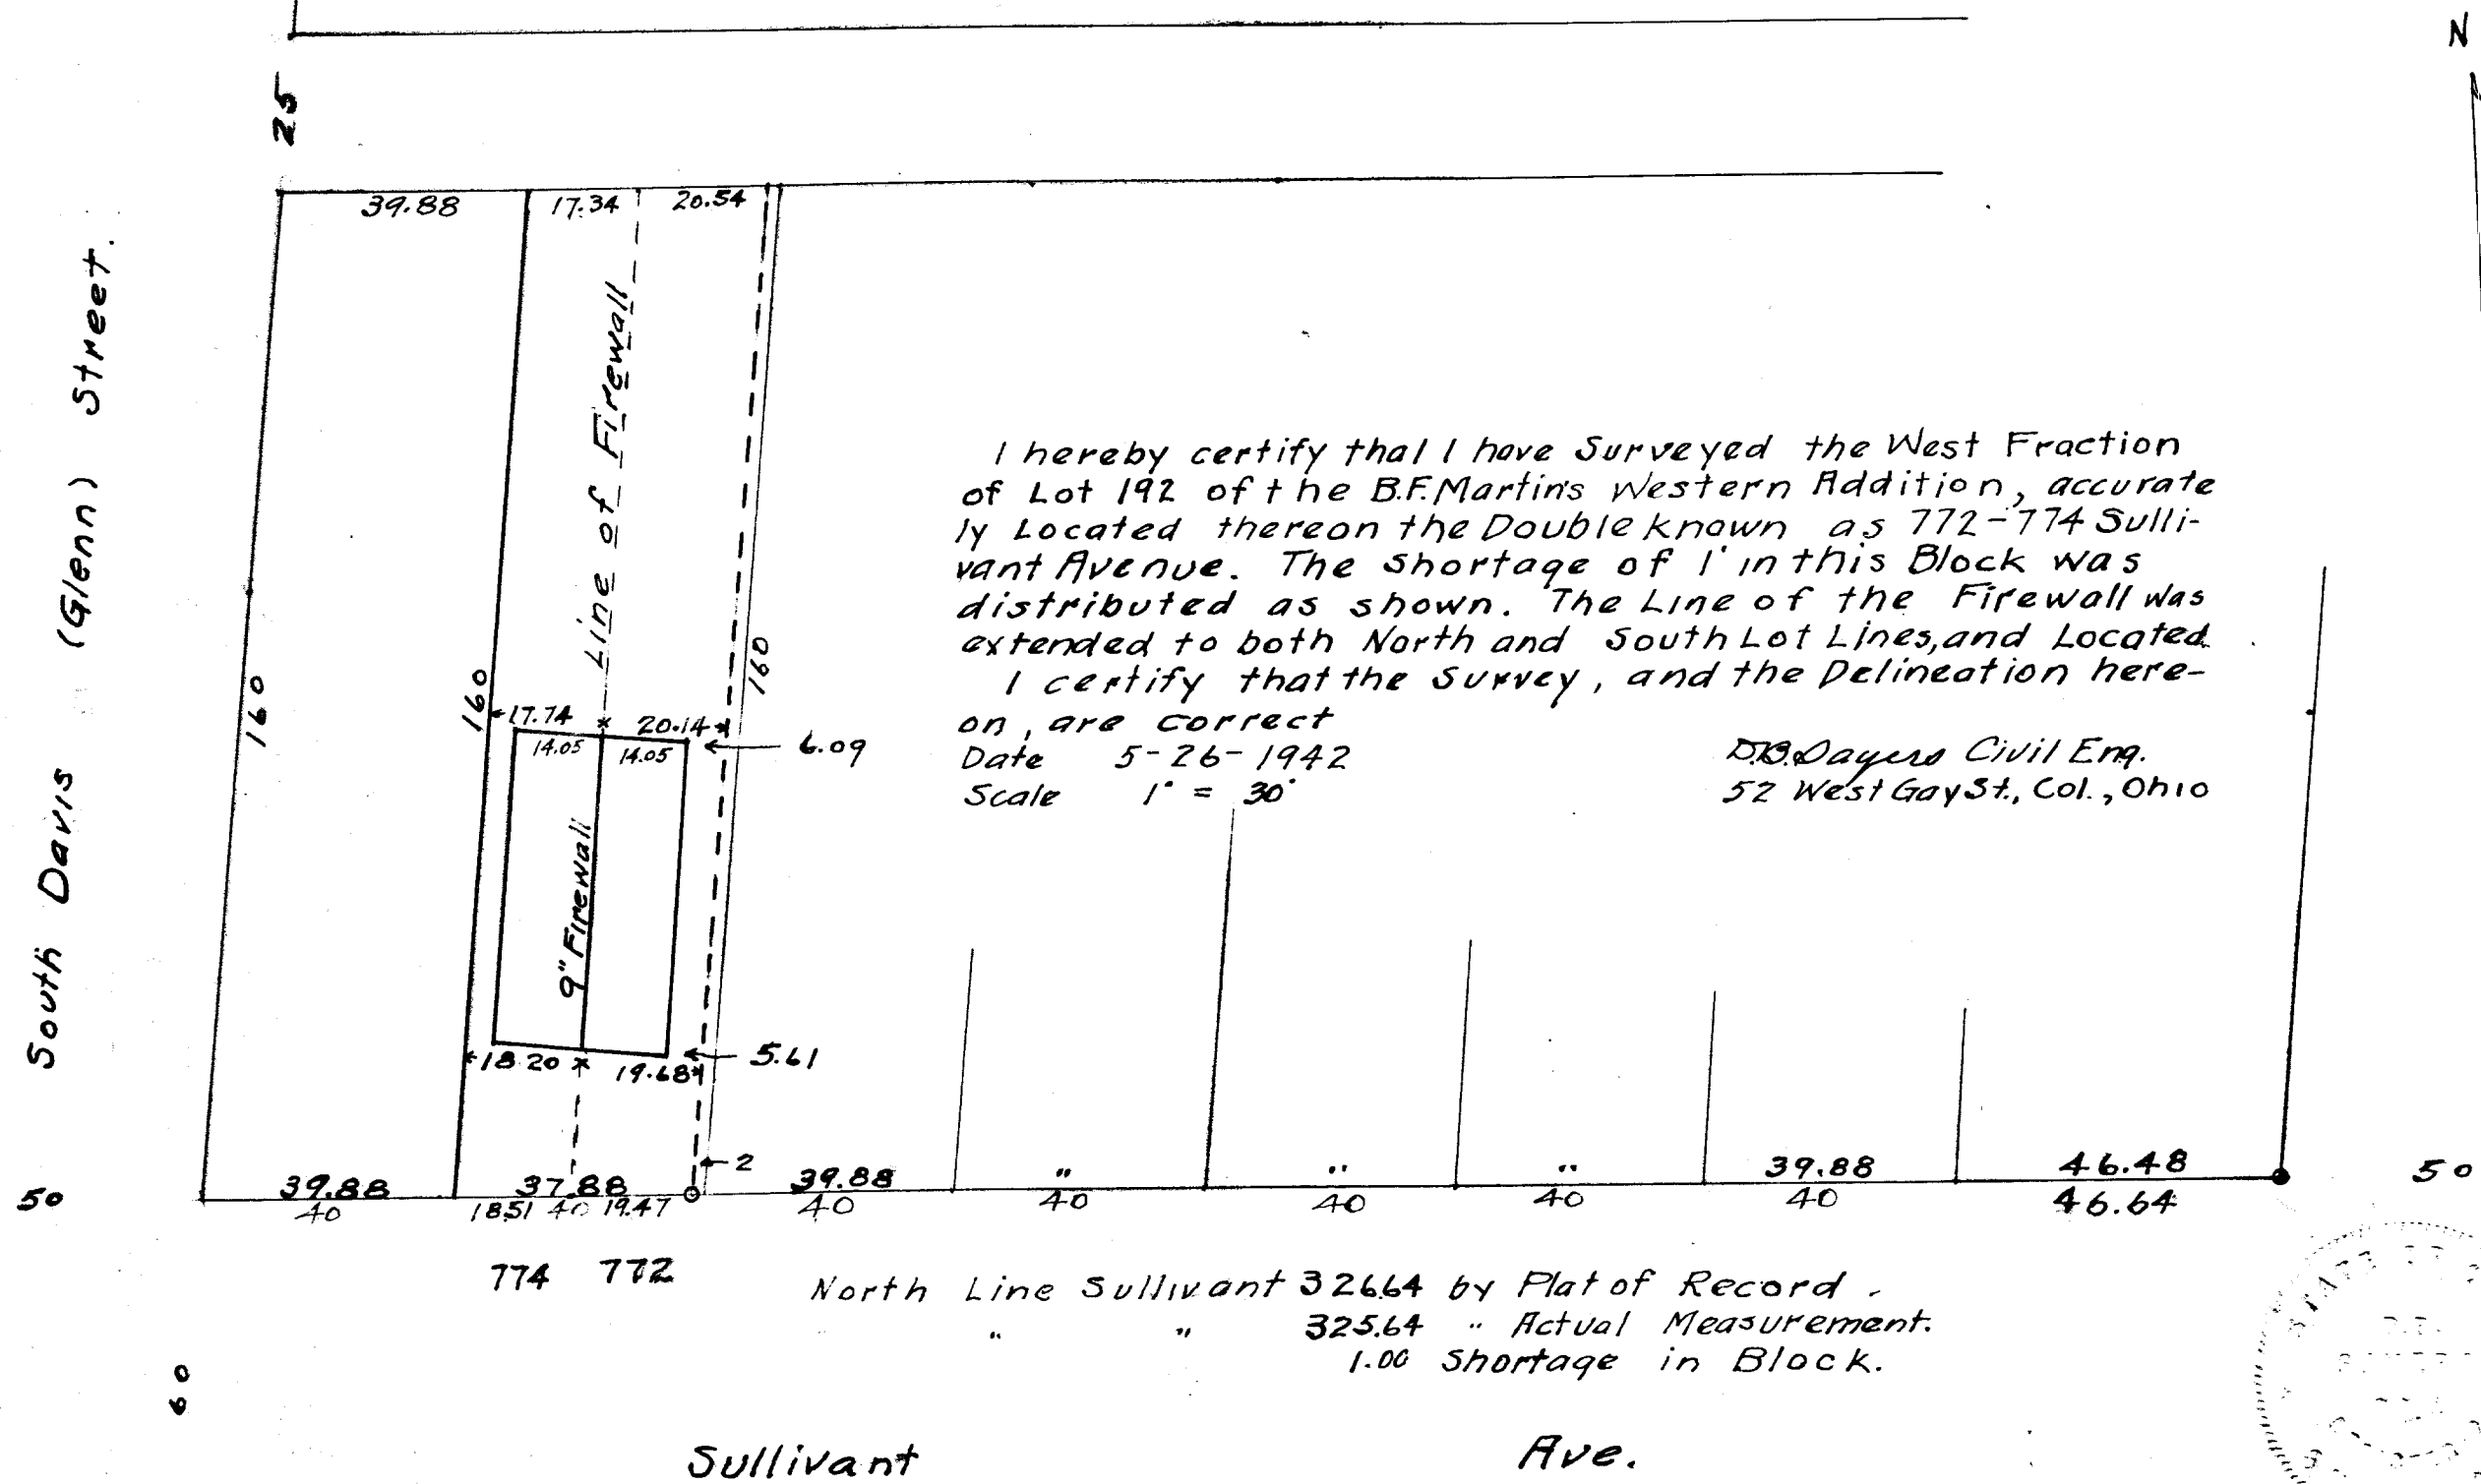 N
25
39.88 17.34 20.54
South Davis (Glenn) Street.
Line of Firewall
160
160
160
I hereby certify thal I have Surveyed the West Fraction
of Lot 192 of the B.F. Martin's Western Addition, accurate
ly Located thereon the Double known as 772-774 Sulli-
vant Avenue. The Shortage of 1' in this Block was
distributed as shown. The Line of the Firewall was
extended to both North and South Lot Lines, and Located.
I certify that the Survey, and the Delineation here-
on, are correct
Date 5-26-1942
Scale 1" = 30'
D.B. Dayers Civil Eng.
52 West Gay St., Col., Ohio
17.74 20.14
14.05 14.05
6.09
9" Firewall
18.20 19.68
5.61
2
50 39.88 37.88 39.88 " " " 39.88 46.48 50
40 18.51 40 19.47 40 40 40 40 40 46.64
774 772
North Line Sullivant 326.64 by Plat of Record.
" " 325.64 " Actual Measurement.
1.00 Shortage in Block.
60
Sullivant Ave.
STATE